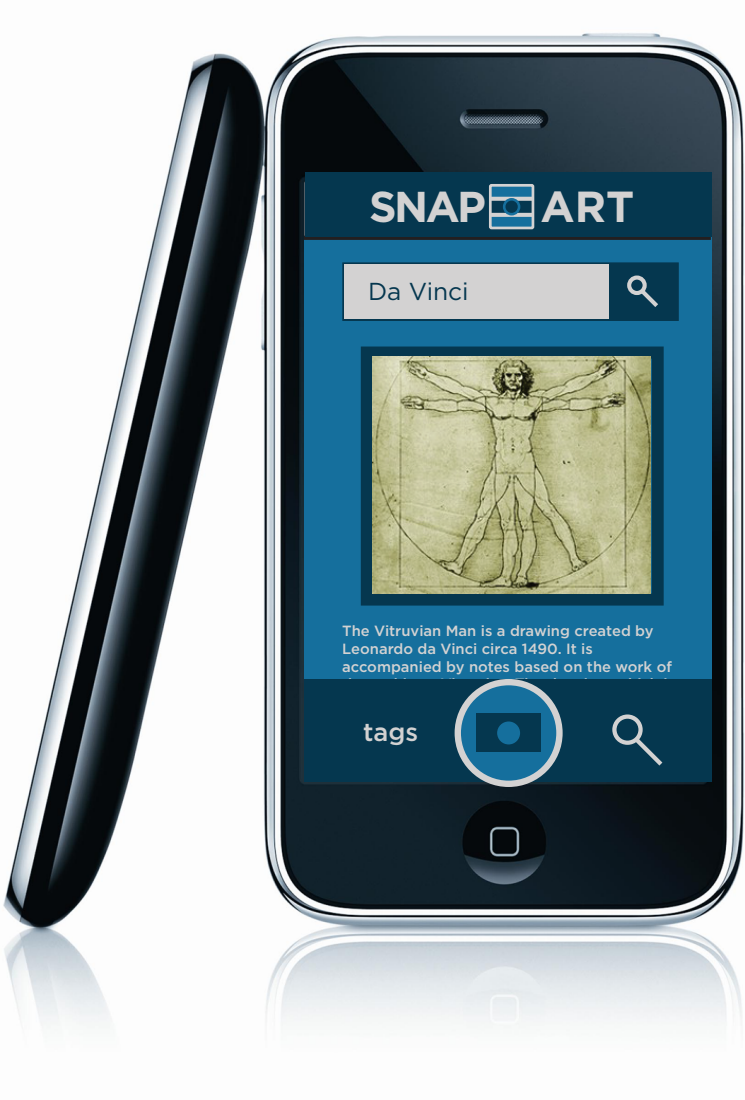 SNAP ART
Da Vinci
The Vitruvian Man is a drawing created by
Leonardo da Vinci circa 1490. It is
accompanied by notes based on the work of
tags